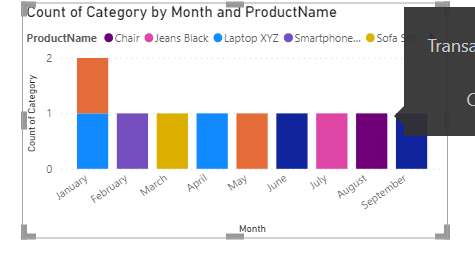 Count of Category by Month and ProductName
ProductName Chair Jeans Black Laptop XYZ Smartphone... Sofa
Transa
2
1
0
Count of Category
January February March April May June July August September
Month